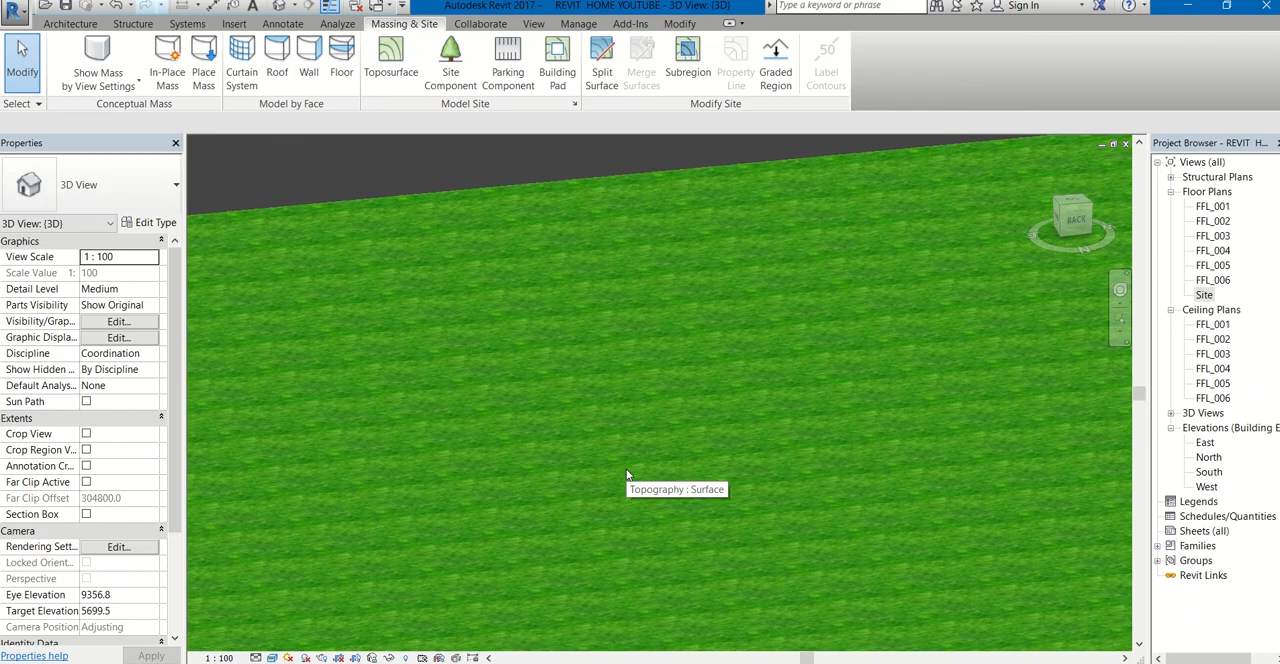 Autodesk Revit 2017 - REVIT HOME YOUTUBE - 3D View: {3D}
Type a keyword or phrase
Sign In
Architecture Structure Systems Insert Annotate Analyze Massing & Site Collaborate View Manage Add-Ins Modify
Modify
Show Mass
by View Settings
In-Place
Mass
Place
Mass
Curtain
System
Roof
Wall
Floor
Toposurface
Site
Component
Parking
Component
Building
Pad
Split
Surface
Merge
Surfaces
Subregion
Property
Line
Graded
Region
50
Label
Contours
Select
Conceptual Mass
Model by Face
Model Site
Modify Site
Properties
3D View
3D View: {3D}
Edit Type
Graphics
View Scale 1 : 100
Scale Value 1: 100
Detail Level Medium
Parts Visibility Show Original
Visibility/Grap... Edit...
Graphic Displa... Edit...
Discipline Coordination
Show Hidden ... By Discipline
Default Analys... None
Sun Path
Extents
Crop View
Crop Region V...
Annotation Cr...
Far Clip Active
Far Clip Offset 304800.0
Section Box
Camera
Rendering Sett... Edit...
Locked Orient...
Perspective
Eye Elevation 9356.8
Target Elevation 5699.5
Camera Position Adjusting
Identity Data
Properties help
Apply
BACK
Topography : Surface
1 : 100
Project Browser - REVIT H...
Views (all)
Structural Plans
Floor Plans
FFL_001
FFL_002
FFL_003
FFL_004
FFL_005
FFL_006
Site
Ceiling Plans
FFL_001
FFL_002
FFL_003
FFL_004
FFL_005
FFL_006
3D Views
Elevations (Building E
East
North
South
West
Legends
Schedules/Quantities
Sheets (all)
Families
Groups
Revit Links